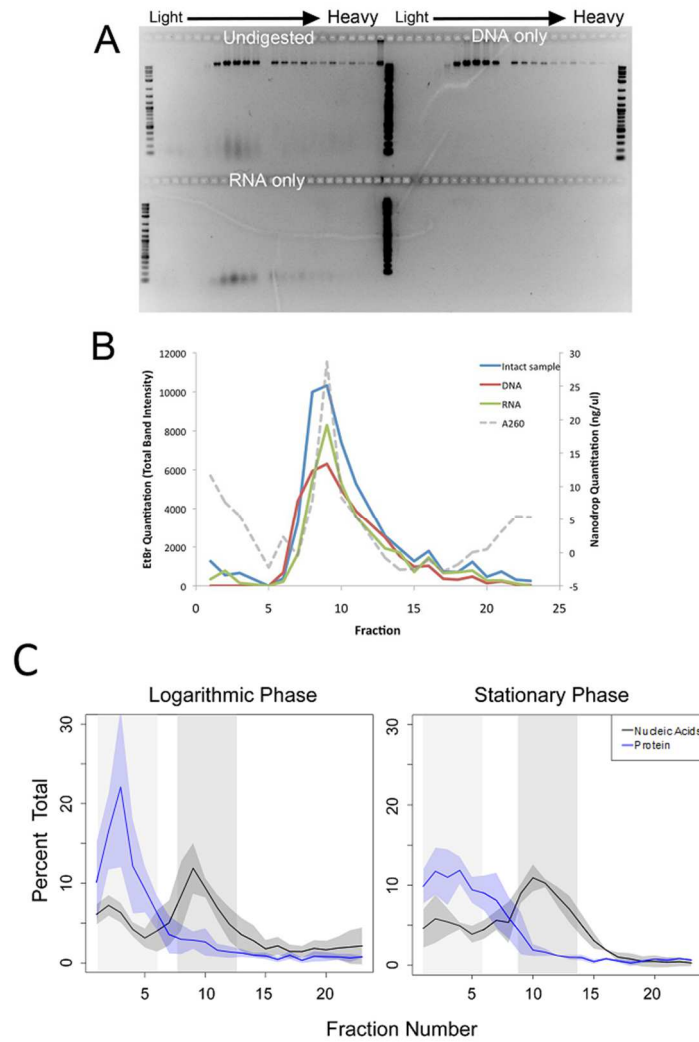 A
Light Heavy Light Heavy
Undigested DNA only
RNA only
B
12000
10000
8000
6000
4000
2000
0
EtBr Quantitation (Total Band Intensity)
30
25
20
15
10
5
0
-5
Nanodrop Quantitation (ng/ul)
Intact sample
DNA
RNA
A260
0 5 10 15 20 25
Fraction
C
Logarithmic Phase Stationary Phase
Nucleic Acids
Protein
Percent Total
30
20
10
0
30
20
10
0
5 10 15 20 5 10 15 20
Fraction Number